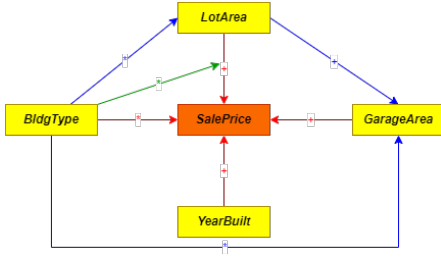 LotArea
*
+
*
+
BldgType
*
SalePrice
+
GarageArea
+
YearBuilt
*